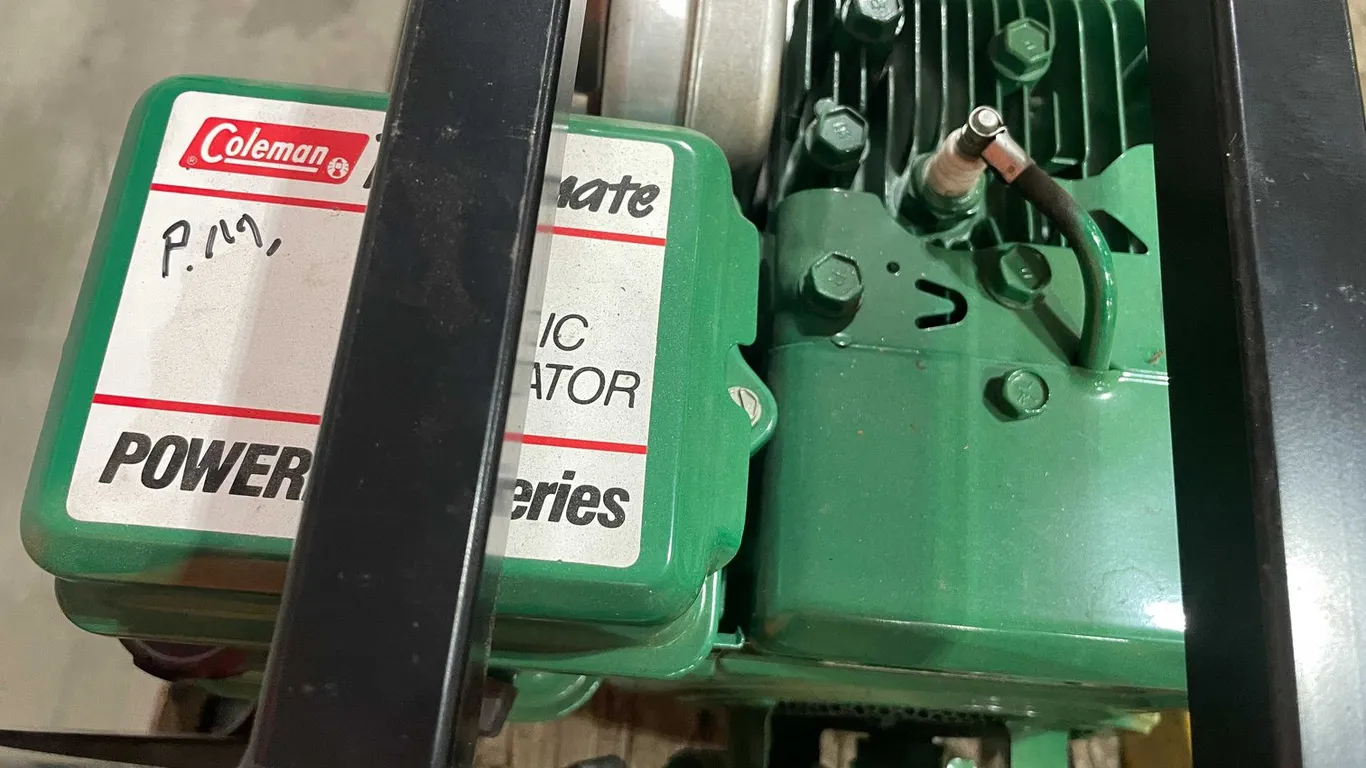 Coleman mate
P.M.
IC
ATOR
POWER eries